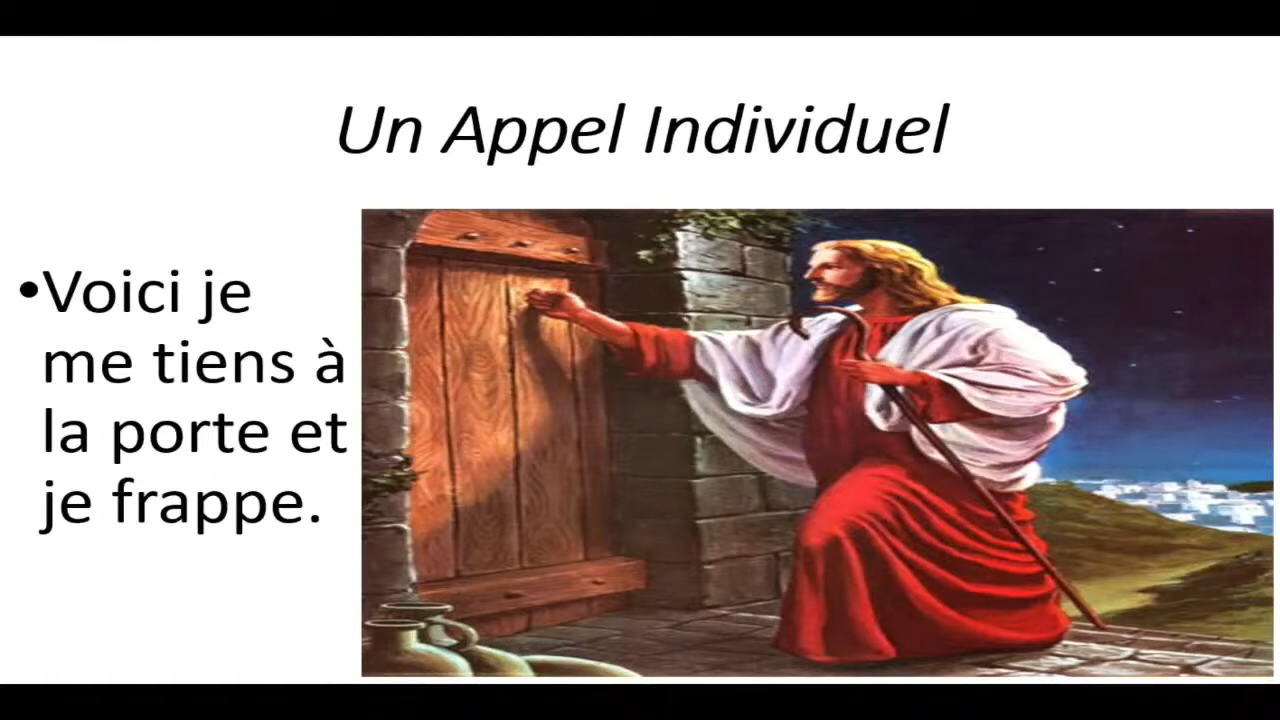 Un Appel Individuel
•Voici je
me tiens à
la porte et
je frappe.